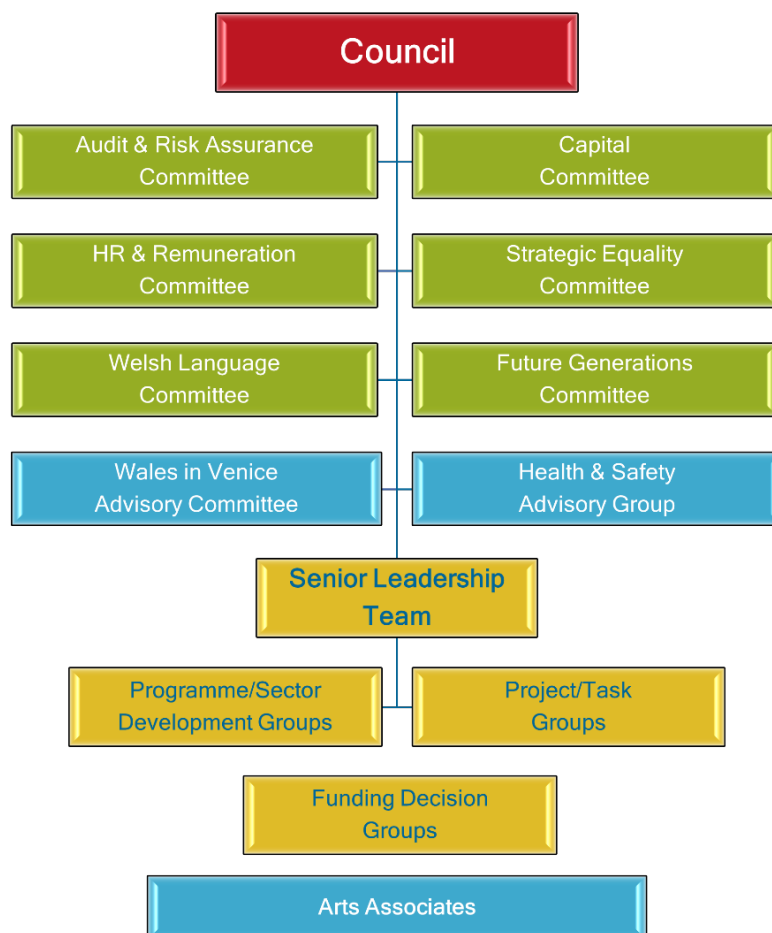 Council
Audit & Risk Assurance
Committee
Capital
Committee
HR & Remuneration
Committee
Strategic Equality
Committee
Welsh Language
Committee
Future Generations
Committee
Wales in Venice
Advisory Committee
Health & Safety
Advisory Group
Senior Leadership
Team
Programme/Sector
Development Groups
Project/Task
Groups
Funding Decision
Groups
Arts Associates